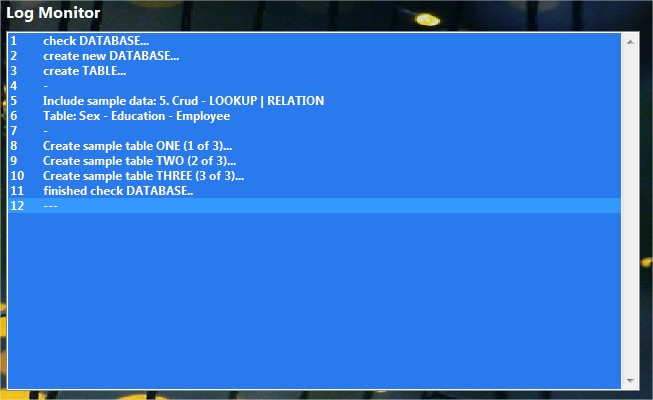 Log Monitor
1 check DATABASE...
2 create new DATABASE...
3 create TABLE...
4 -
5 Include sample data: 5. Crud - LOOKUP | RELATION
6 Table: Sex - Education - Employee
7 -
8 Create sample table ONE (1 of 3)...
9 Create sample table TWO (2 of 3)...
10 Create sample table THREE (3 of 3)...
11 finished check DATABASE..
12 ---